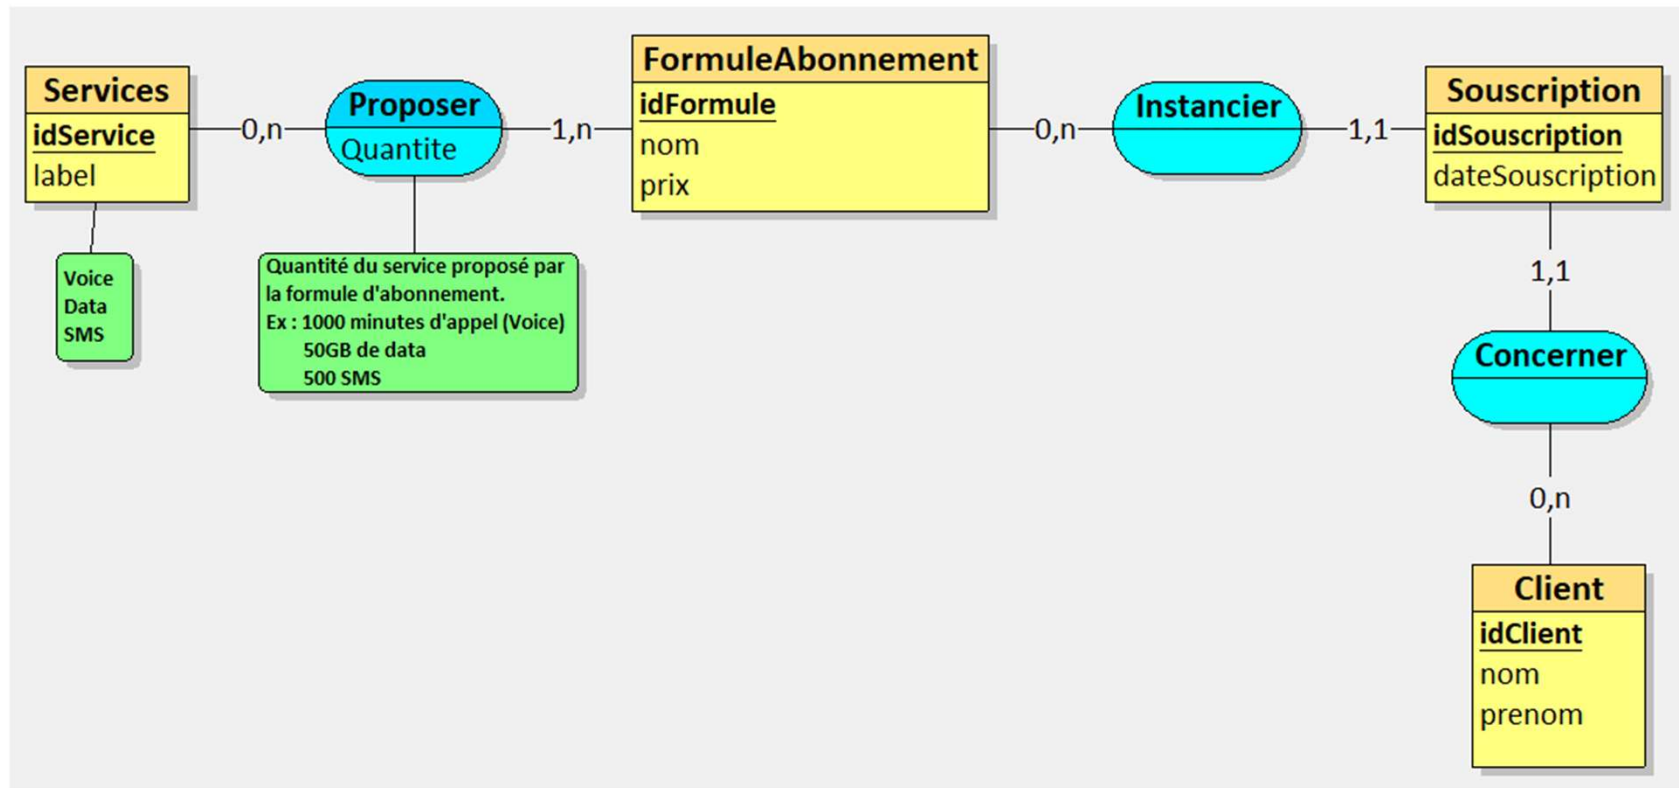 Services
idService
label
0,n
Proposer
Quantite
1,n
FormuleAbonnement
idFormule
nom
prix
0,n
Instancier
1,1
Souscription
idSouscription
dateSouscription
Voice
Data
SMS
Quantité du service proposé par
la formule d'abonnement.
Ex : 1000 minutes d'appel (Voice)
50GB de data
500 SMS
1,1
Concerner
0,n
Client
idClient
nom
prenom